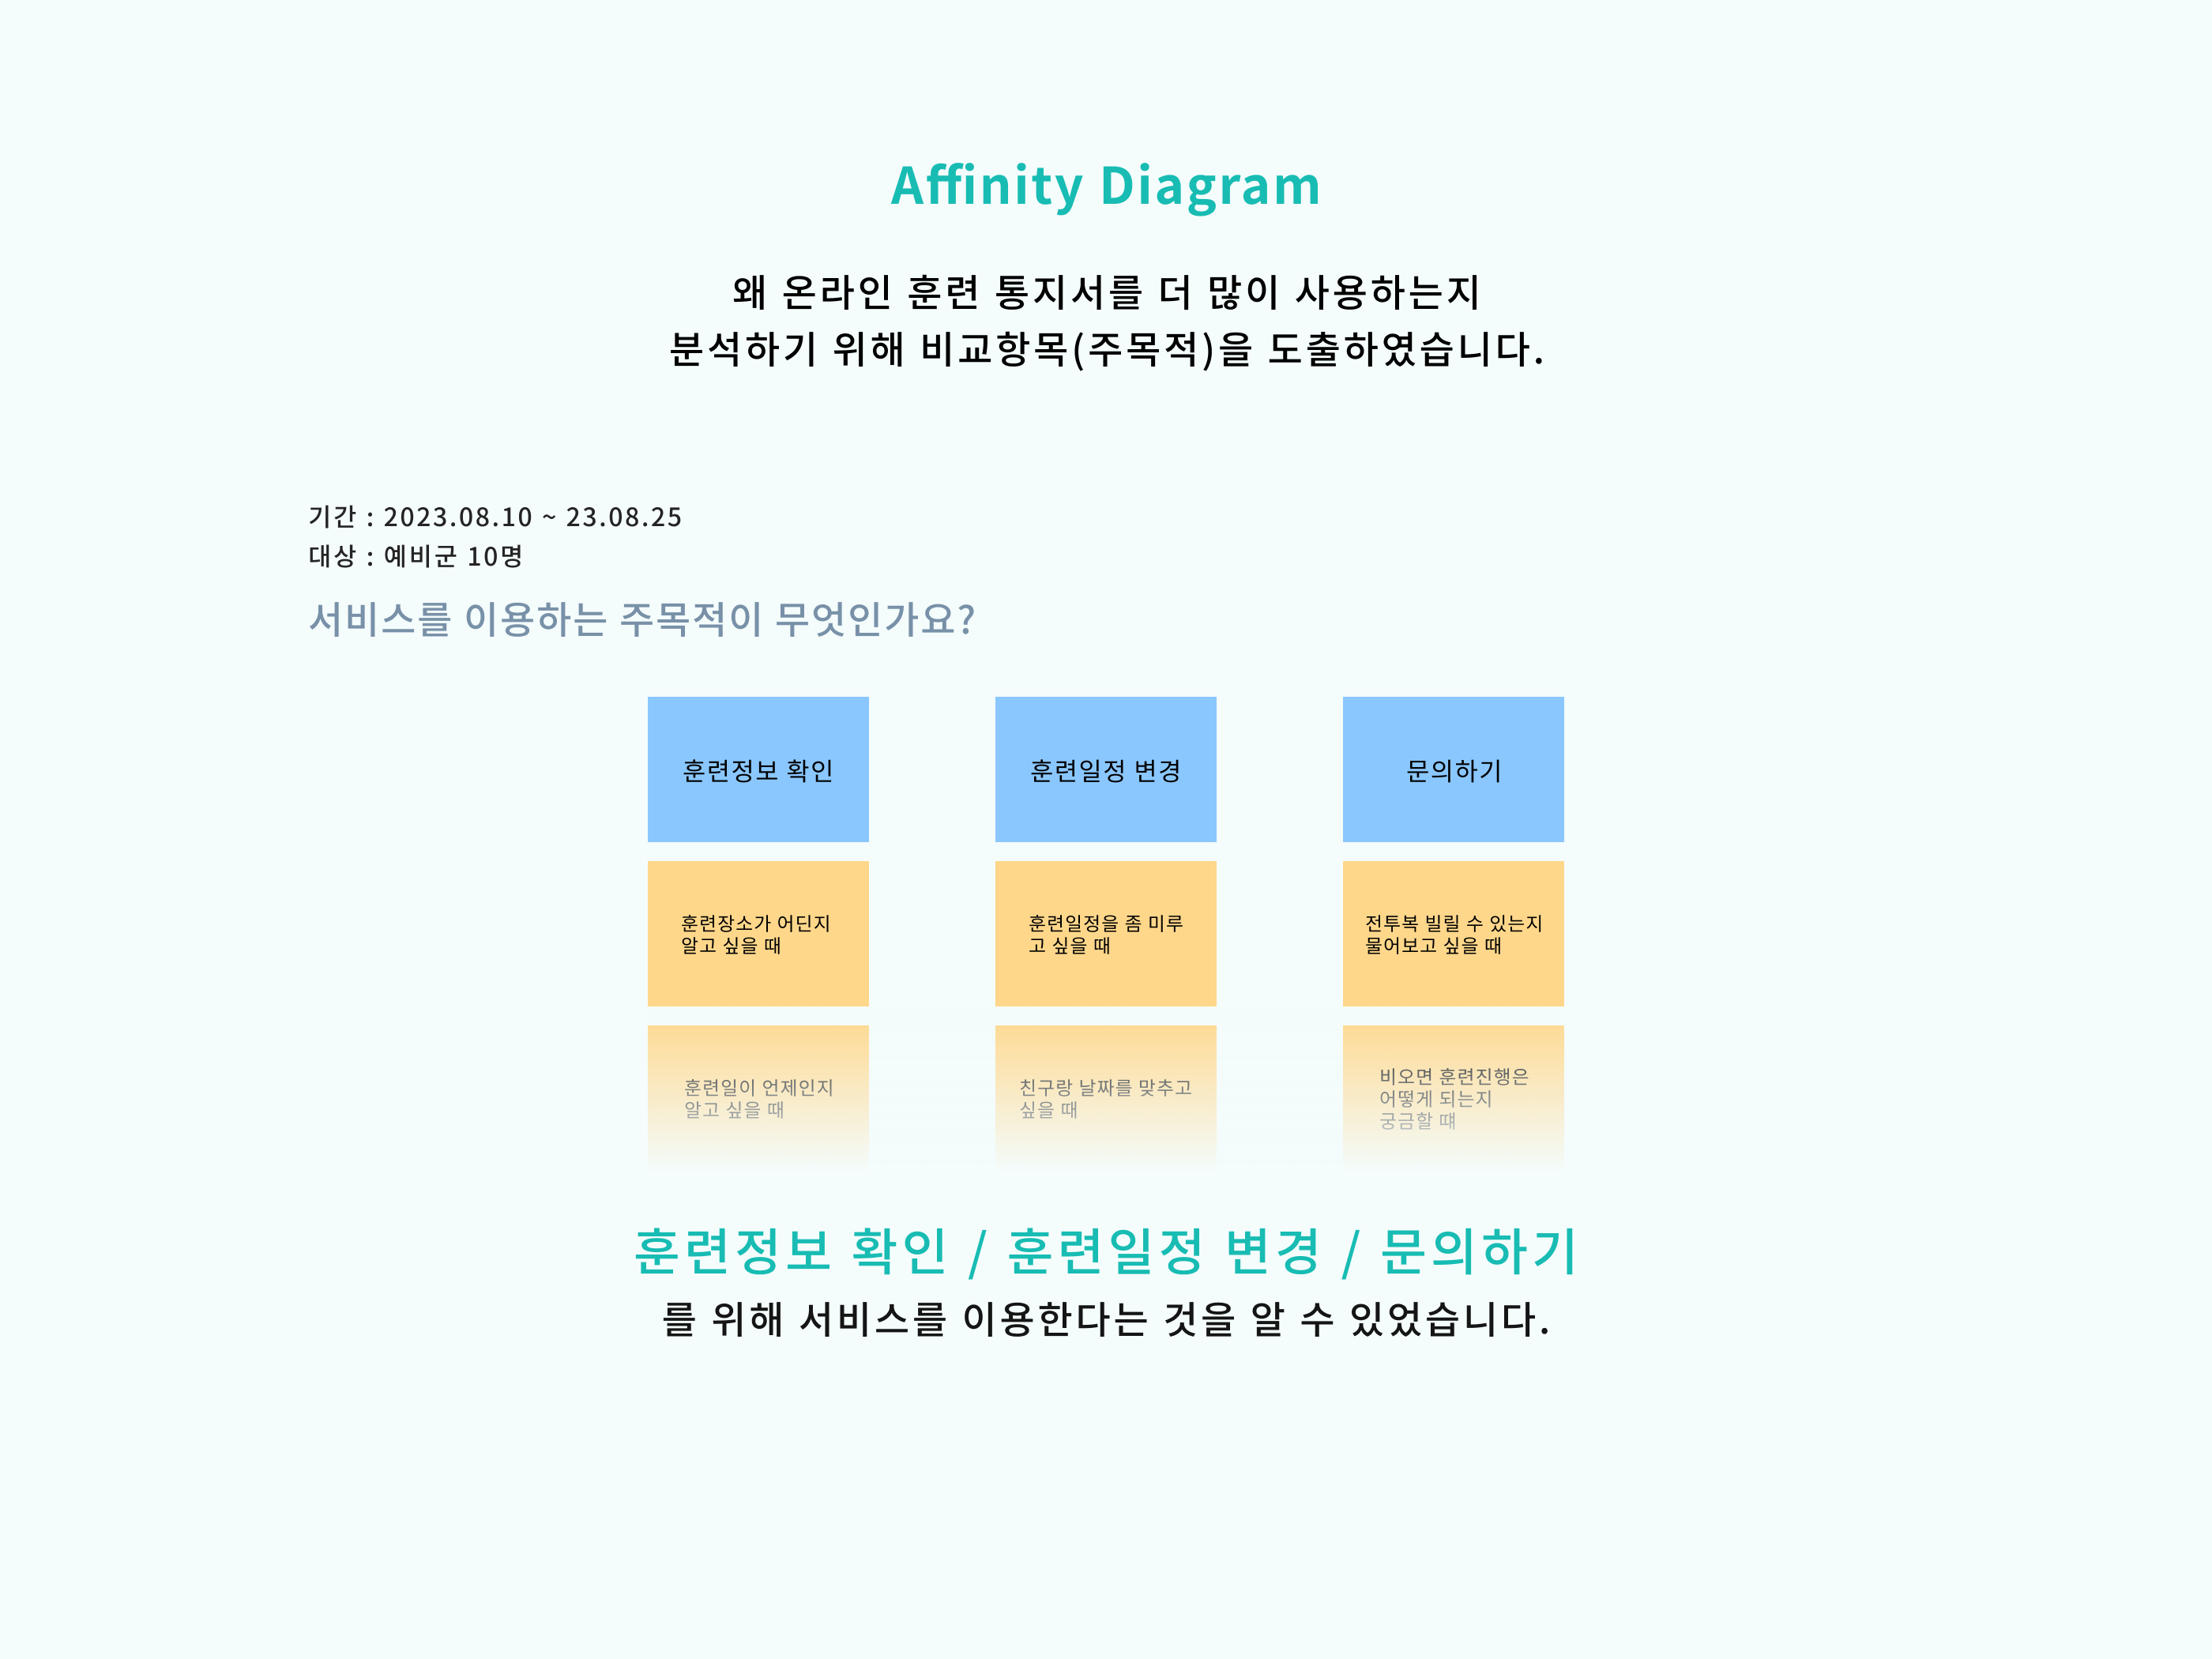 Affinity Diagram
왜 온라인 훈련 통지서를 더 많이 사용하는지
분석하기 위해 비교항목(주목적)을 도출하였습니다.
기간 : 2023.08.10 ~ 23.08.25
대상 : 예비군 10명
서비스를 이용하는 주목적이 무엇인가요?
훈련정보 확인
훈련일정 변경
문의하기
훈련장소가 어딘지
알고 싶을 때
훈련일정을 좀 미루
고 싶을 때
전투복 빌릴 수 있는지
물어보고 싶을 때
훈련일이 언제인지
알고 싶을 때
친구랑 날짜를 맞추고
싶을 때
비오면 훈련진행은
어떻게 되는지
궁금할 떄
훈련정보 확인 / 훈련일정 변경 / 문의하기
를 위해 서비스를 이용한다는 것을 알 수 있었습니다.